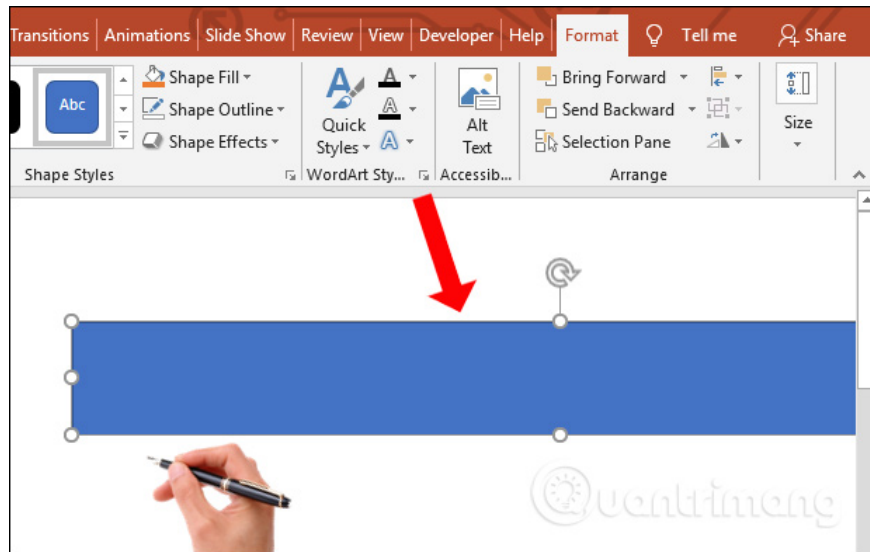 Transitions Animations Slide Show Review View Developer Help Format Tell me Share
Abc
Shape Fill
Shape Outline
Shape Effects
Shape Styles
A
Quick
Styles
A
A
A
WordArt Sty...
Alt
Text
Accessib...
Bring Forward
Send Backward
Selection Pane
Arrange
Size
Quantrimang